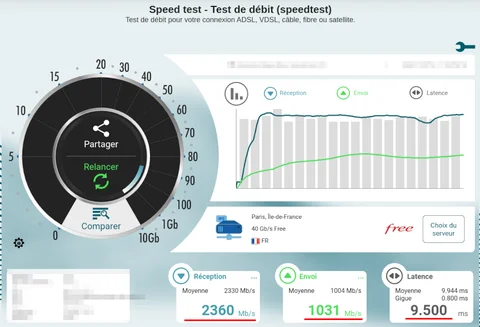 Speed test - Test de débit (speedtest)
Test de débit pour votre connexion ADSL, VDSL, câble, fibre ou satellite.
0
5
10
15
20
30
40
50
60
70
80
90
1Gb
10Gb
Partager
Relancer
Comparer
Réception
Envoi
Latence
Paris, Île-de-France
40 Gb/s Free
FR
free
Choix du
serveur
Réception
...
Moyenne 2330 Mb/s
2360 Mb/s
Envoi
...
Moyenne 1004 Mb/s
1031 Mb/s
Latence
Moyenne 9.944 ms
Gigue 0.800 ms
9.500 ms